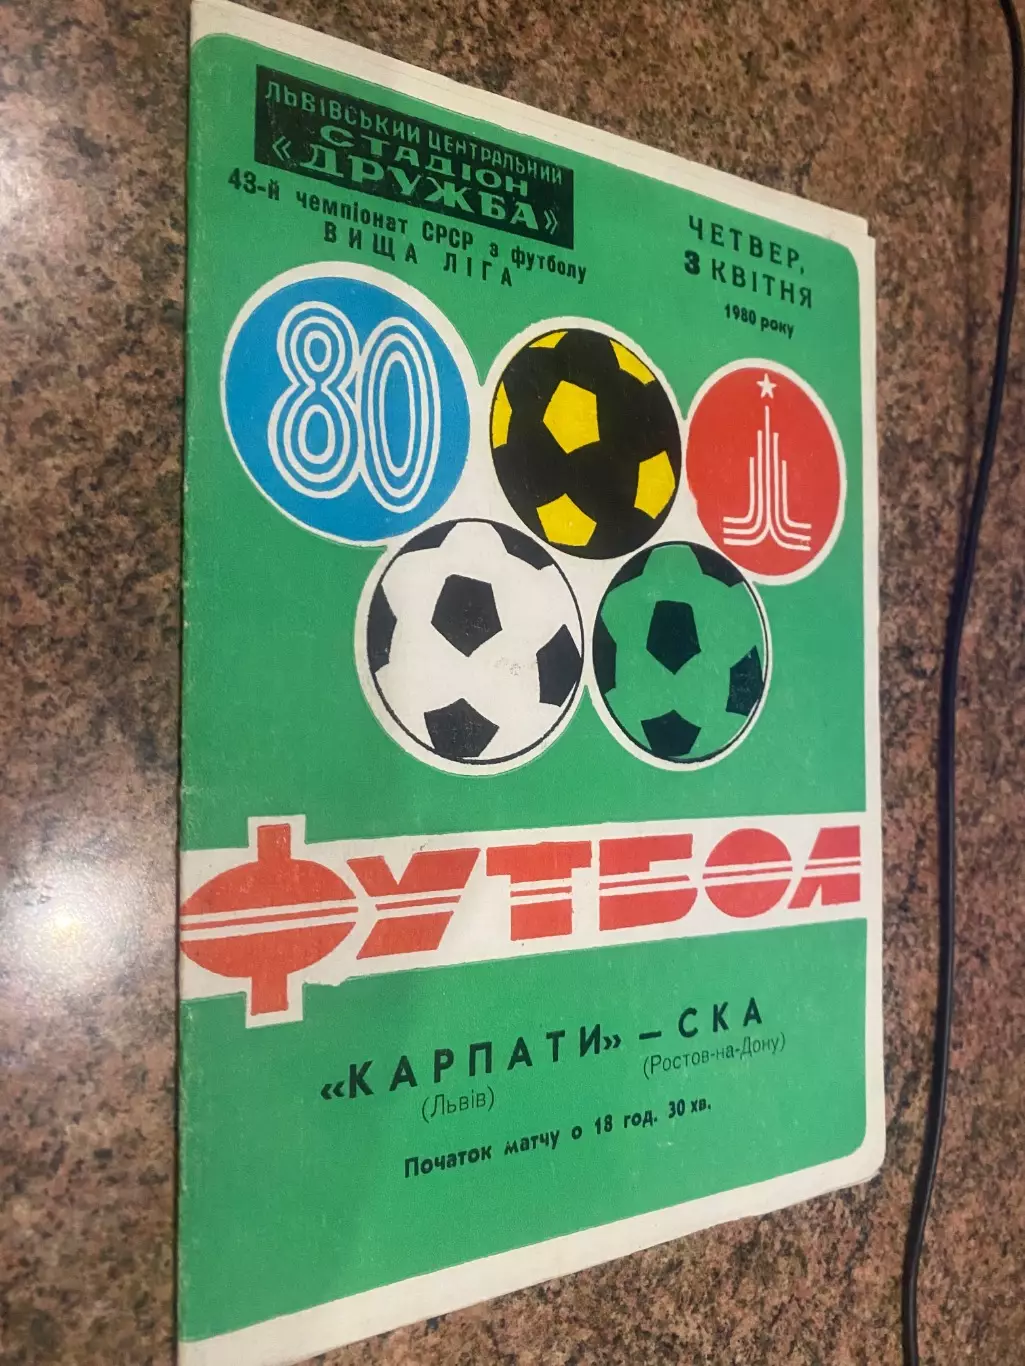 ЛЬВІВСЬКИЙ ЦЕНТРАЛЬНИЙ
СТАДІОН
«ДРУЖБА»
43-й чемпіонат СРСР з футболу
ВИЩА ЛІГА
ЧЕТВЕР,
3 КВІТНЯ
1980 року
80
ФУТБОЛ
«КАРПАТИ» – СКА
(Львів) (Ростов-на-Дону)
Початок матчу о 18 год. 30 хв.